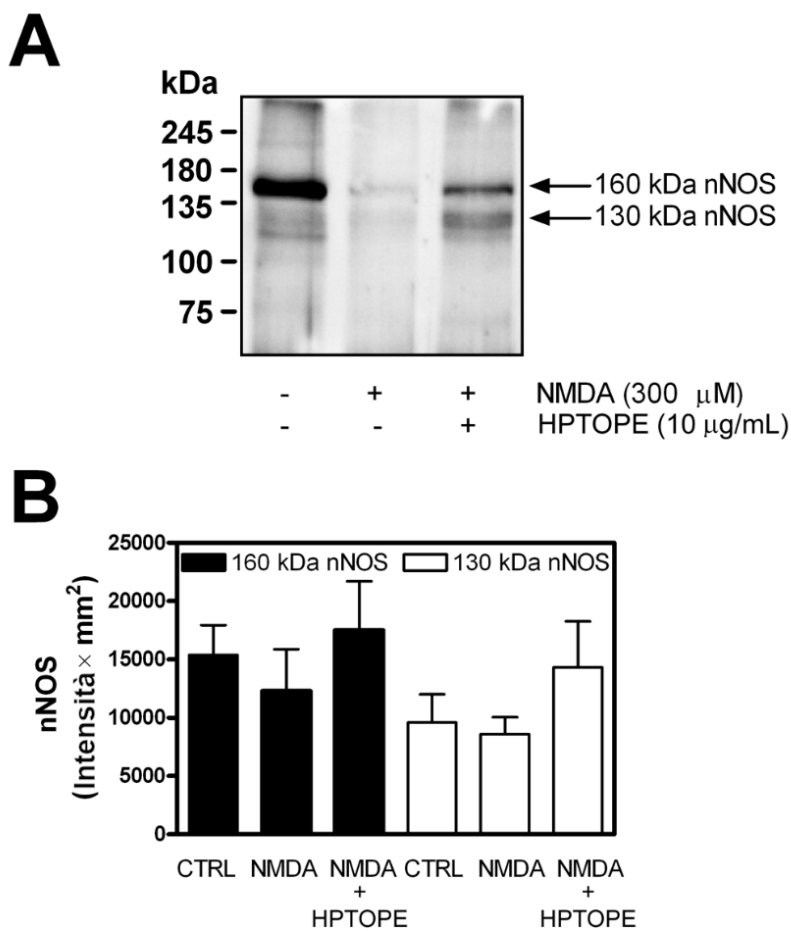 A
kDa
245
180
135
100
75
160 kDa nNOS
130 kDa nNOS
- + + NMDA (300 μM)
- - + HPTOPE (10 μg/mL)
B
nNOS
(Intensità × mm²)
25000
20000
15000
10000
5000
0
160 kDa nNOS 130 kDa nNOS
CTRL NMDA NMDA CTRL NMDA NMDA
+ +
HPTOPE HPTOPE